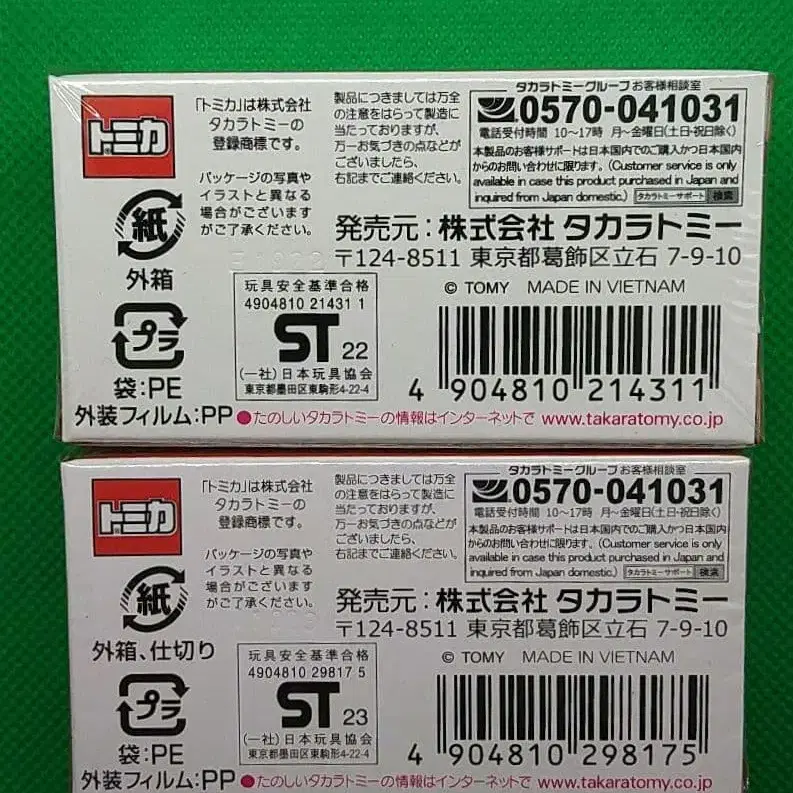 トミカ
「トミカ」は株式会社
タカラトミーの
登録商標です。
パッケージの写真や
イラストと異なる
場合がございます
がご了承ください。
製品につきましては万全
の注意をはらって製造に
当たっておりますが、
万一お気づきの点などが
ございましたら、
右記までご連絡ください。
タカラトミーグループお客様相談室
0570-041031
電話受付時間 10〜17時 月〜金曜日(土日・祝日除く)
本製品のお客様サポートは日本国内でのご購入かつ日本国内
からのお問い合わせに限ります。(Customer service is only
available in case this product purchased in Japan and
inquired from Japan domestic.) タカラトミーサポート 検索
発売元:株式会社 タカラトミー
〒124-8511 東京都葛飾区立石 7-9-10
紙
外箱
プラ
袋:PE
外装フィルム:PP
玩具安全基準合格
4904810 21431 1
ST 22
(一社)日本玩具協会
東京都墨田区東駒形4-22-4
© TOMY MADE IN VIETNAM
4 904810 214311
●たのしいタカラトミーの情報はインターネットで www.takaratomy.co.jp
トミカ
「トミカ」は株式会社
タカラトミーの
登録商標です。
パッケージの写真や
イラストと異なる
場合がございます
がご了承ください。
製品につきましては万全
の注意をはらって製造に
当たっておりますが、
万一お気づきの点などが
ございましたら、
右記までご連絡ください。
タカラトミーグループお客様相談室
0570-041031
電話受付時間 10〜17時 月〜金曜日(土日・祝日除く)
本製品のお客様サポートは日本国内でのご購入かつ日本国内
からのお問い合わせに限ります。(Customer service is only
available in case this product purchased in Japan and
inquired from Japan domestic.) タカラトミーサポート 検索
発売元:株式会社 タカラトミー
〒124-8511 東京都葛飾区立石 7-9-10
紙
外箱、仕切り
プラ
袋:PE
外装フィルム:PP
玩具安全基準合格
4904810 29817 5
ST 23
(一社)日本玩具協会
東京都墨田区東駒形4-22-4
© TOMY MADE IN VIETNAM
4 904810 298175
●たのしいタカラトミーの情報はインターネットで www.takaratomy.co.jp